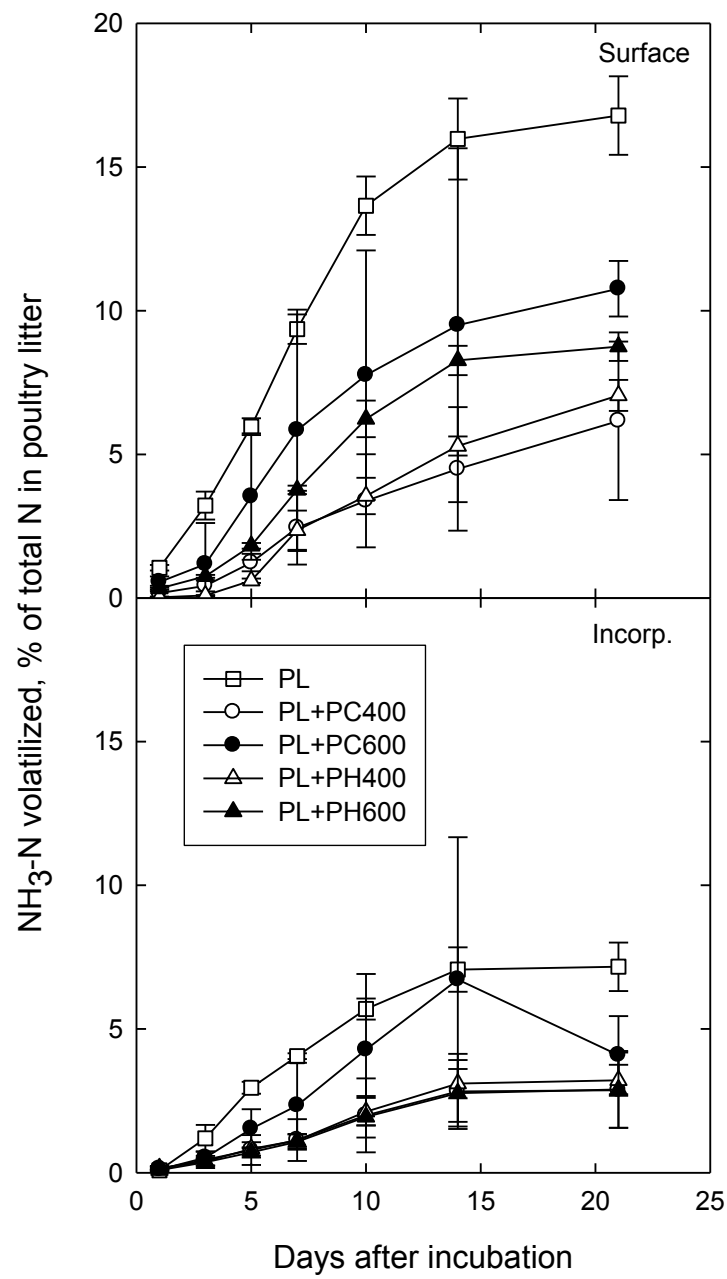 NH3-N volatilized, % of total N in poultry litter
20
15
10
5
0
Surface
15
10
5
0
Incorp.
PL
PL+PC400
PL+PC600
PL+PH400
PL+PH600
0 5 10 15 20 25
Days after incubation